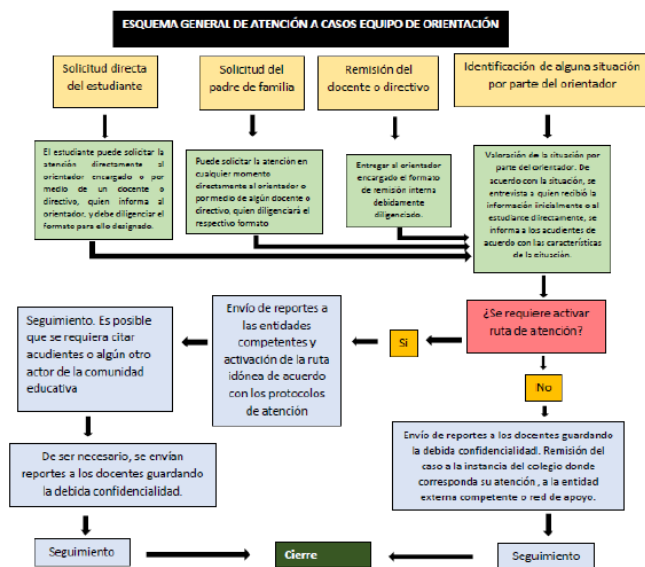 ESQUEMA GENERAL DE ATENCIÓN A CASOS EQUIPO DE ORIENTACIÓN
Solicitud directa
del estudiante
Solicitud del
padre de familia
Remisión del
docente o directivo
Identificación de alguna situación
por parte del orientador
El estudiante puede solicitar la
atención directamente al
orientador encargado o por
medio de un docente o
directivo, quien informa al
orientador, y debe diligenciar el
formato para ello designado.
Puede solicitar la atención en
cualquier momento
directamente al orientador o
por medio de algún docente o
directivo, quien diligenciará el
respectivo formato
Entregar al orientador
encargado el formato
de remisión interna
debidamente
diligenciado.
Valoración de la situación por
parte del orientador. De
acuerdo con la situación, se
entrevista a quien recibió la
información inicialmente o al
estudiante directamente, se
informa a los acudientes de
acuerdo con las características
de la situación.
¿Se requiere activar
ruta de atención?
Si
No
Envío de reportes a
las entidades
competentes y
activación de la ruta
idónea de acuerdo
con los protocolos
de atención
Seguimiento. Es posible
que se requiera citar
acudientes o algún otro
actor de la comunidad
educativa
De ser necesario, se envían
reportes a los docentes guardando
la debida confidencialidad.
Envío de reportes a los docentes guardando
la debida confidencialidad. Remisión del
caso a la instancia del colegio donde
corresponda su atención , a la entidad
externa competente o red de apoyo.
Seguimiento
Cierre
Seguimiento